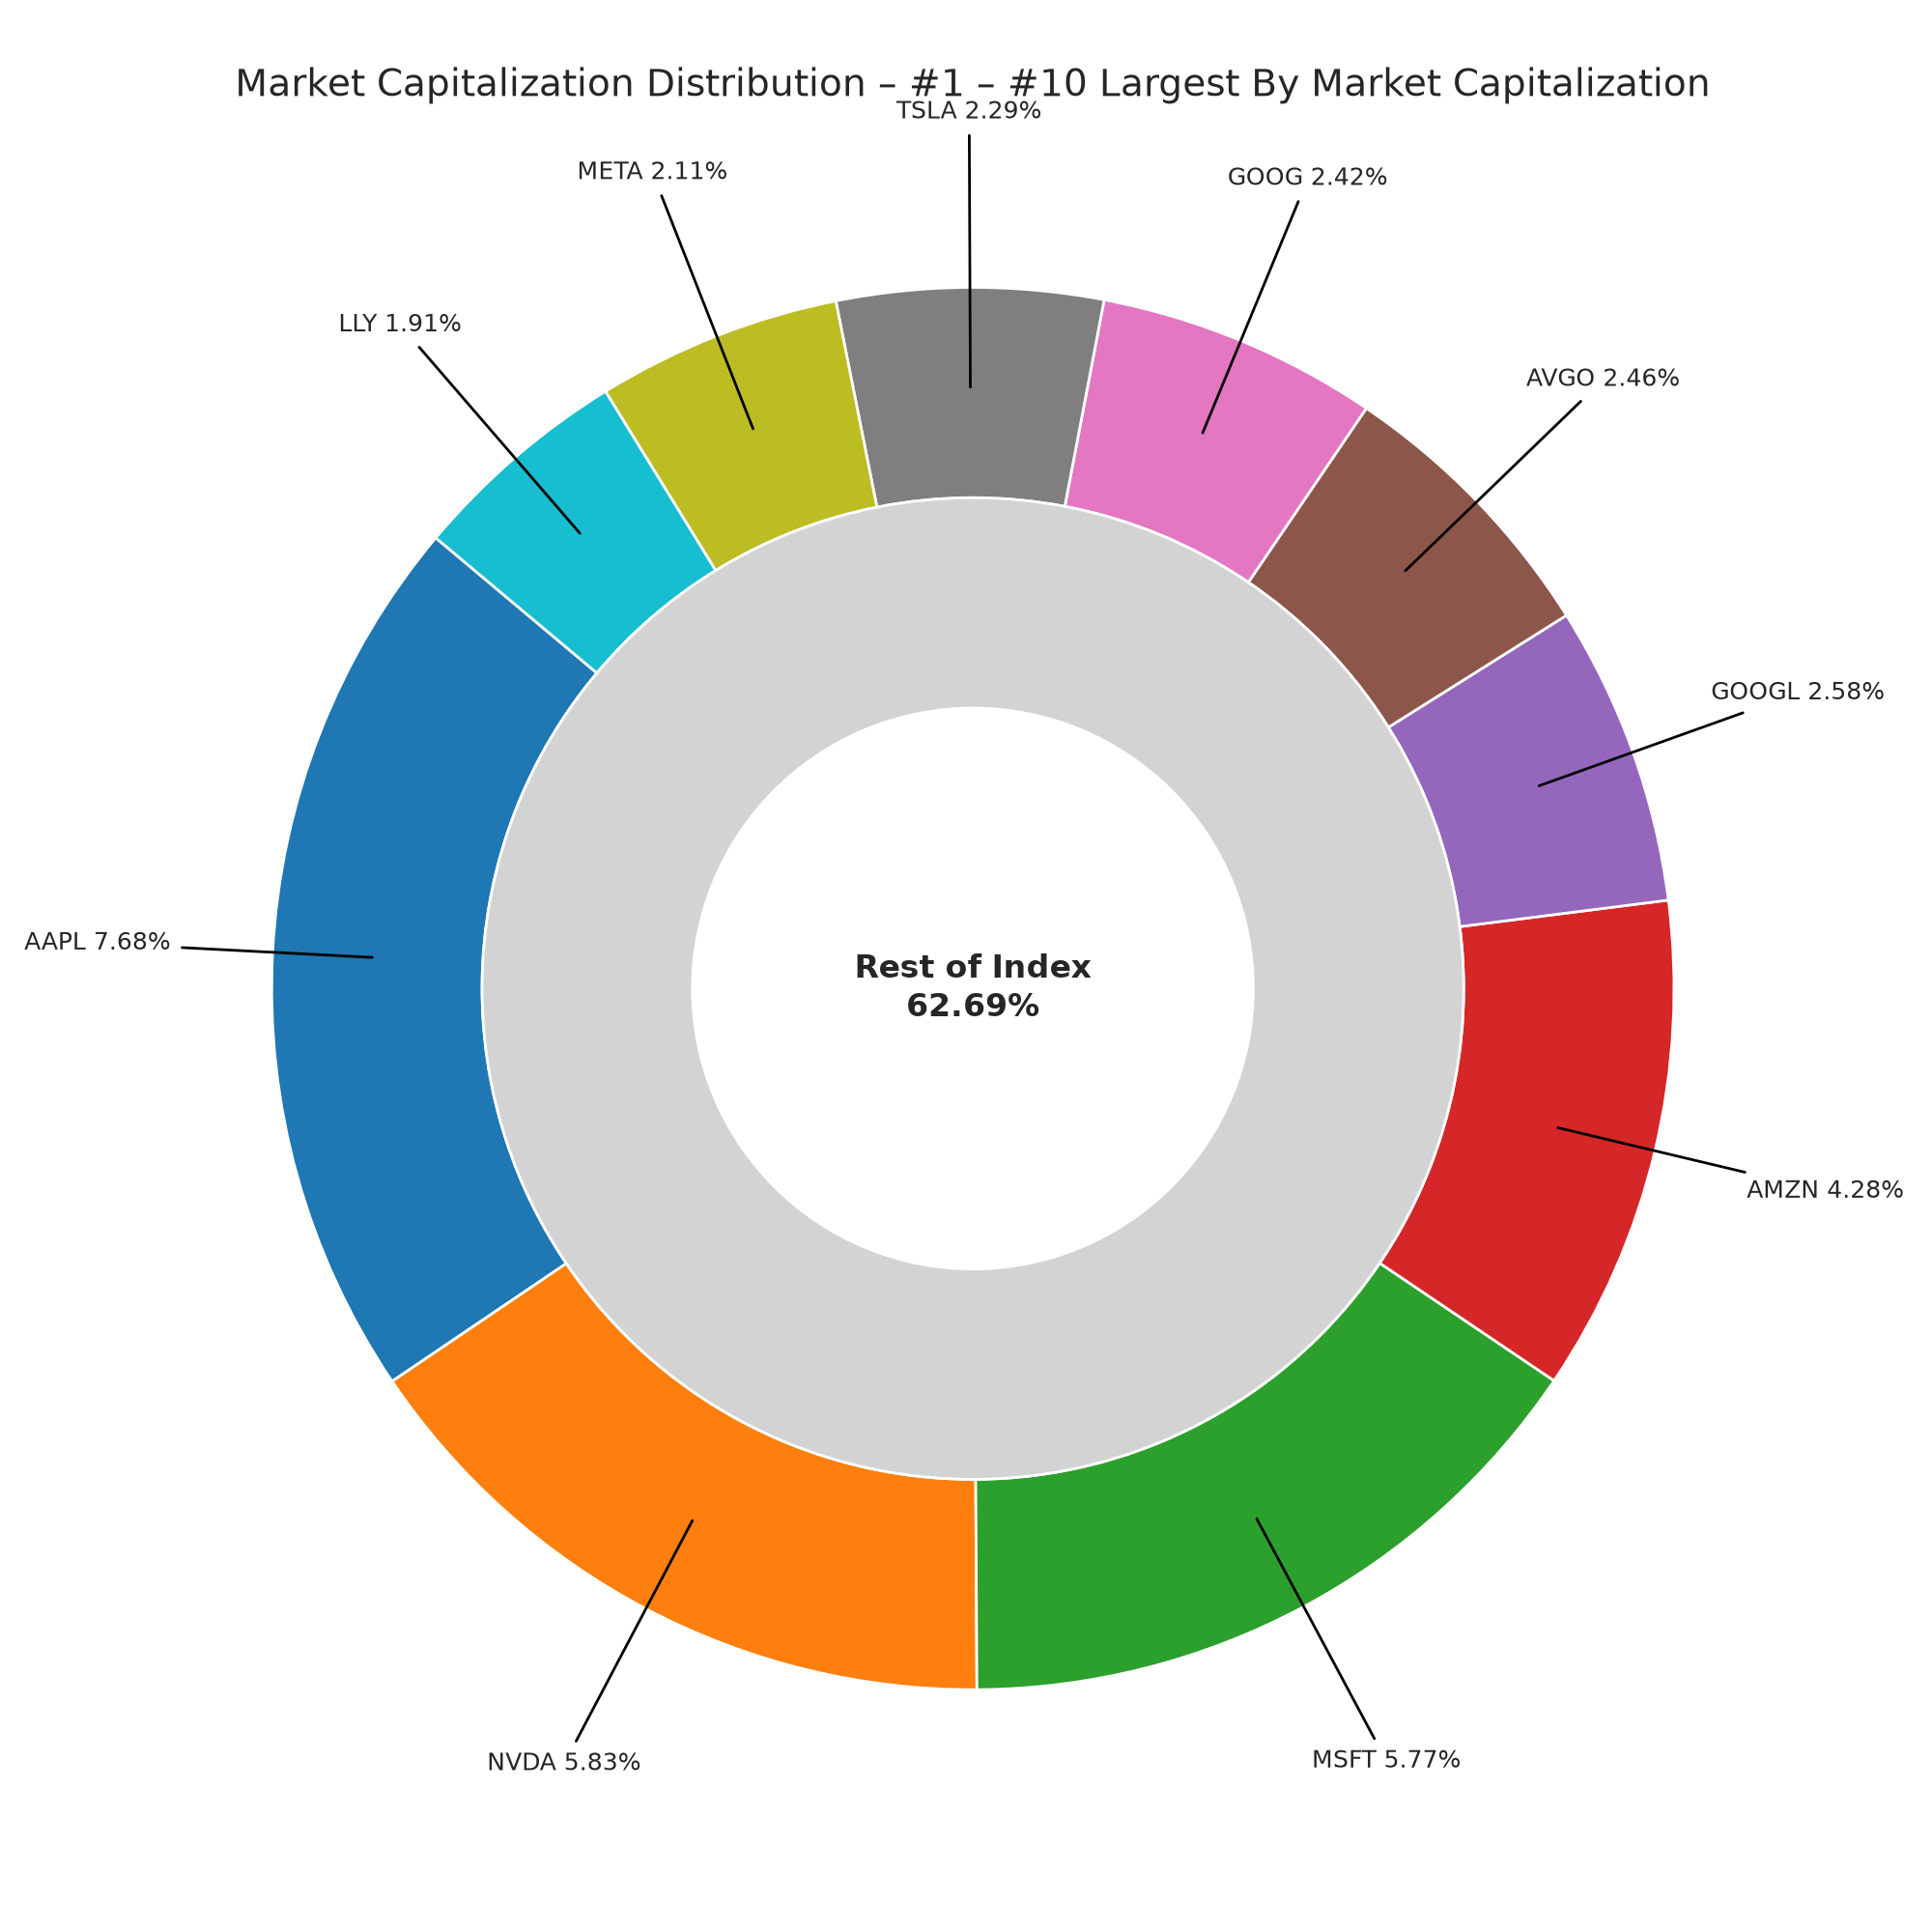 Market Capitalization Distribution – #1 – #10 Largest By Market Capitalization
TSLA 2.29%
META 2.11%
GOOG 2.42%
LLY 1.91%
AVGO 2.46%
GOOGL 2.58%
AAPL 7.68%
Rest of Index
62.69%
AMZN 4.28%
NVDA 5.83%
MSFT 5.77%